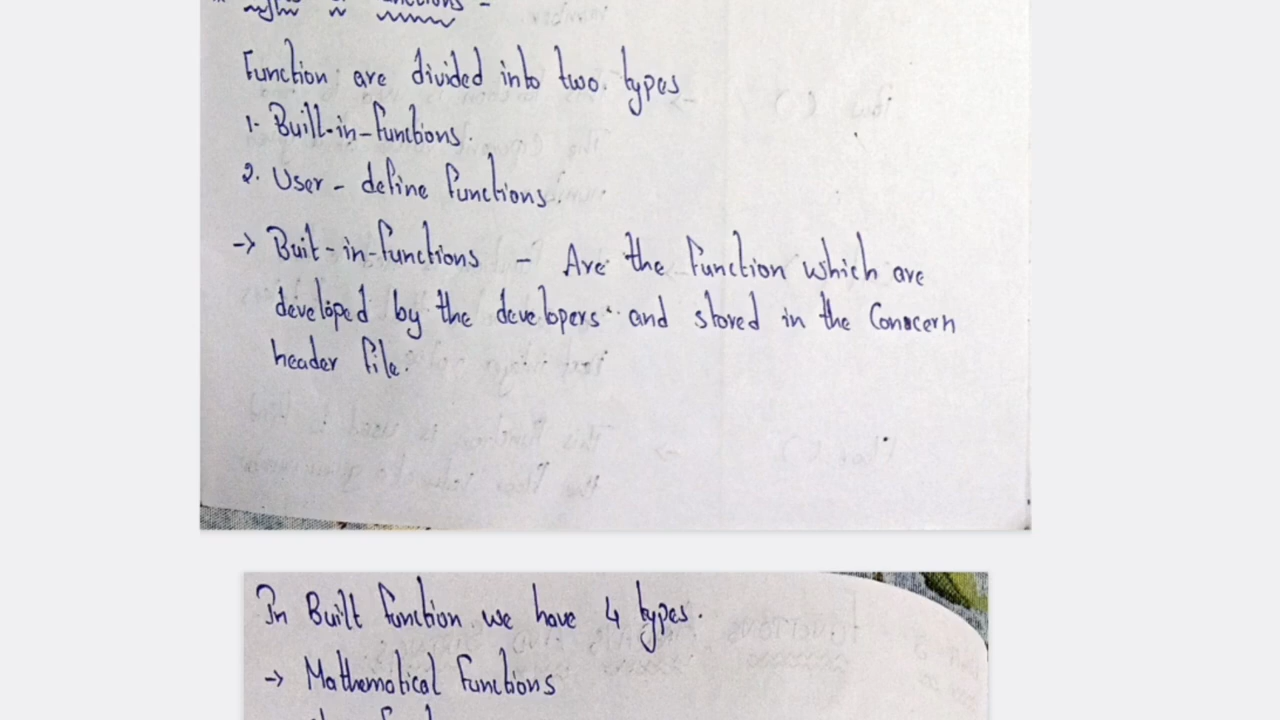 Function are divided into two types
1. Built-in-functions.
2. User - define functions.
-> Buit-in-functions - Are the function which are
developed by the developers and stored in the Conocern
header file.
In Built function we have 4 types.
-> Mathematical functions